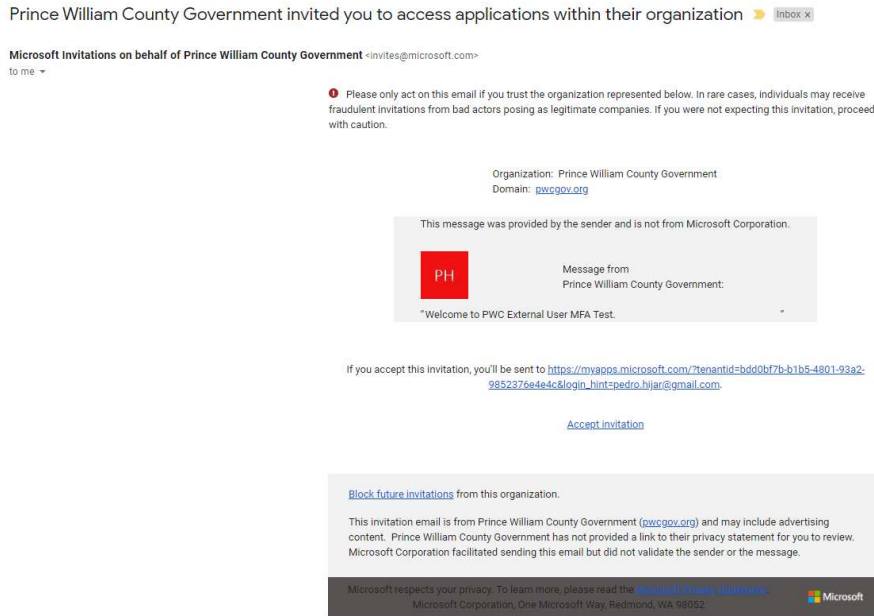 Prince William County Government invited you to access applications within their organization
Inbox x
Microsoft Invitations on behalf of Prince William County Government <invites@microsoft.com>
to me
Please only act on this email if you trust the organization represented below. In rare cases, individuals may receive
fraudulent invitations from bad actors posing as legitimate companies. If you were not expecting this invitation, proceed
with caution.
Organization: Prince William County Government
Domain: pwcgov.org
This message was provided by the sender and is not from Microsoft Corporation.
PH
Message from
Prince William County Government:
"Welcome to PWC External User MFA Test. "
If you accept this invitation, you'll be sent to https://myapps.microsoft.com/?tenantid=bdd0bf7b-b1b5-4801-93a2-
9852376e4e4c&login_hint=pedro.hijar@gmail.com.
Accept invitation
Block future invitations from this organization.
This invitation email is from Prince William County Government (pwcgov.org) and may include advertising
content. Prince William County Government has not provided a link to their privacy statement for you to review.
Microsoft Corporation facilitated sending this email but did not validate the sender or the message.
Microsoft respects your privacy. To learn more, please read the Microsoft Privacy Statement.
Microsoft Corporation, One Microsoft Way, Redmond, WA 98052
Microsoft